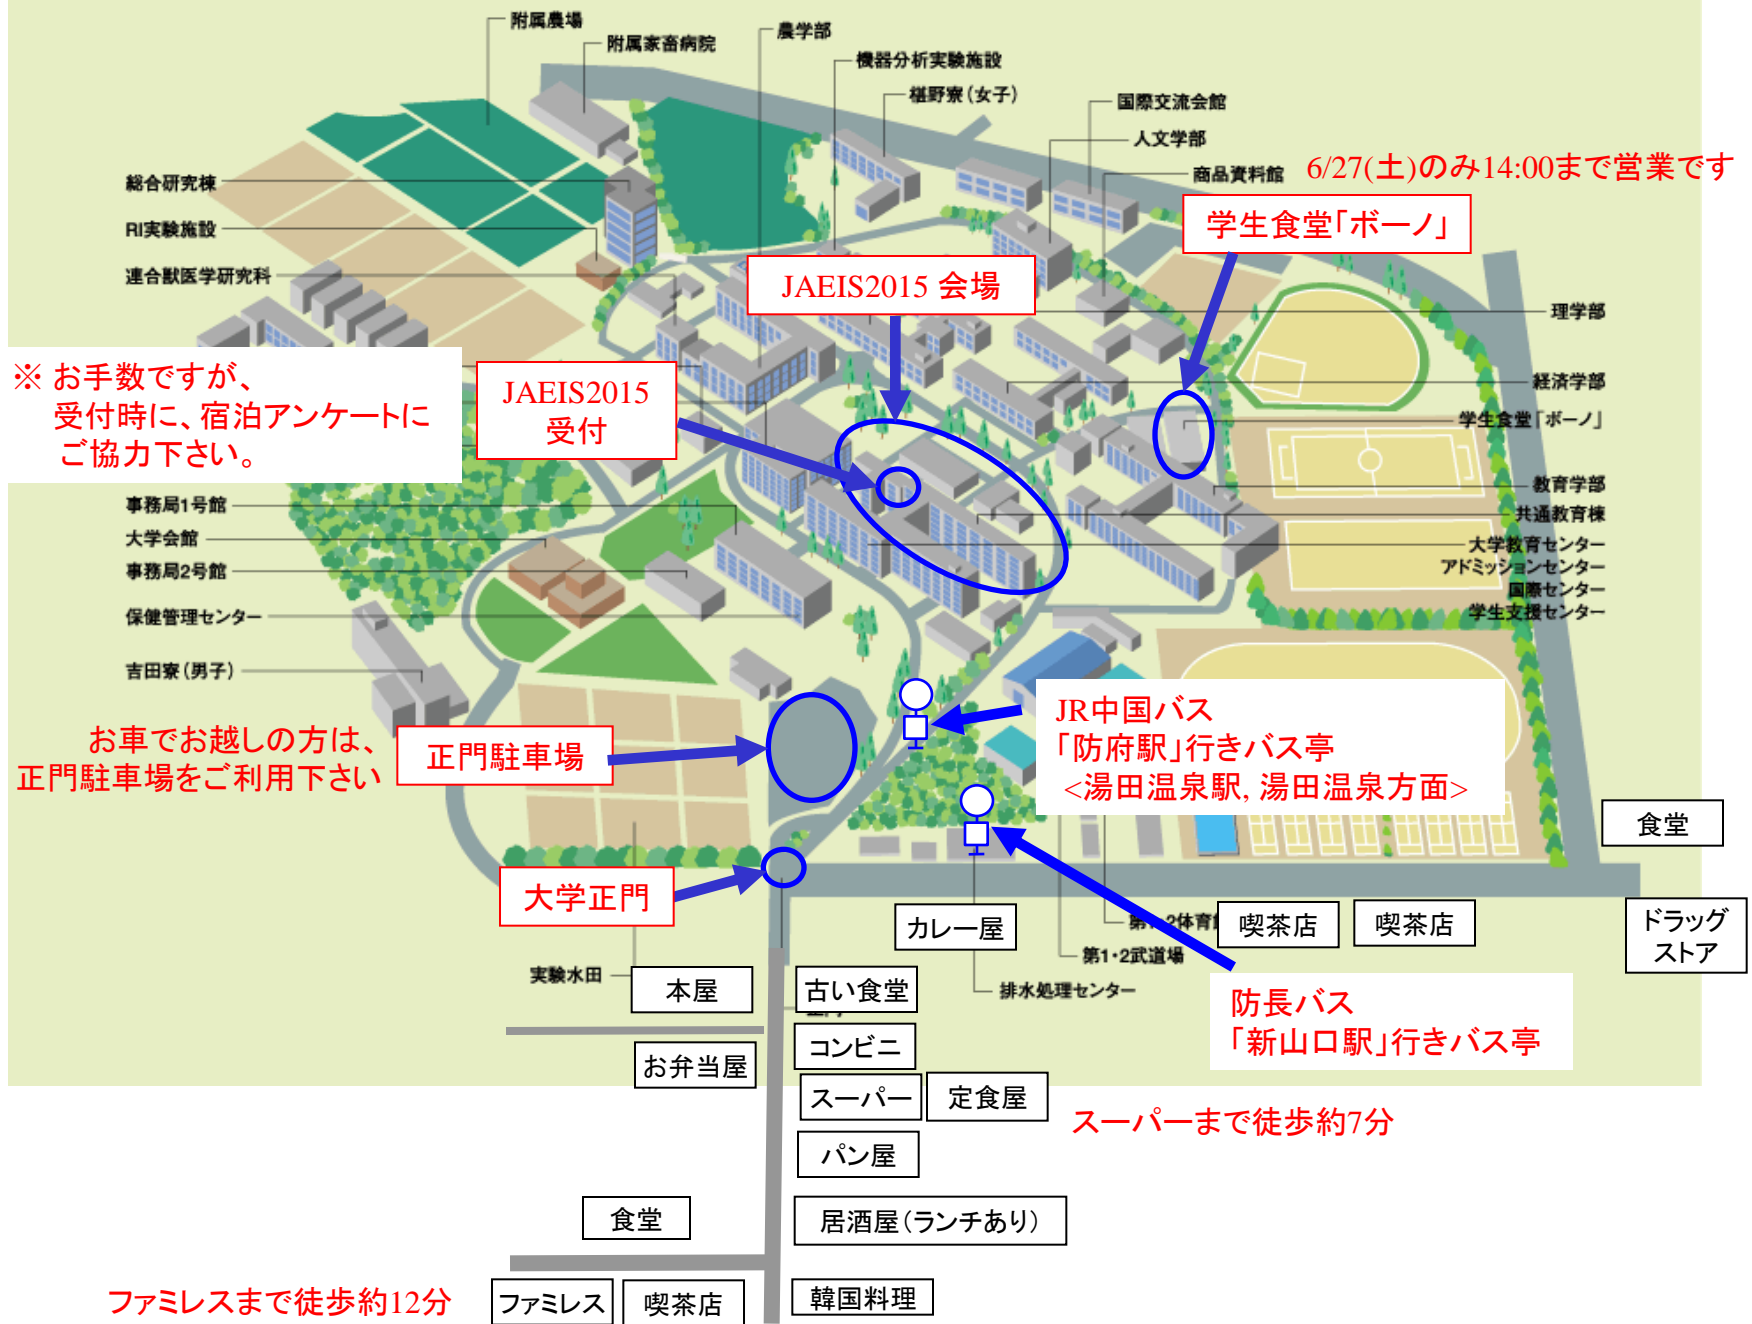 附属農場
附属家畜病院
農学部
機器分析実験施設
椹野寮(女子)
国際交流会館
人文学部
商品資料館
6/27(土)のみ14:00まで営業です
総合研究棟
RI実験施設
連合獣医学研究科
学生食堂「ボーノ」
JAEIS2015 会場
理学部
経済学部
学生食堂「ボーノ」
教育学部
共通教育棟
大学教育センター
アドミッションセンター
国際センター
学生支援センター
※ お手数ですが、
受付時に、宿泊アンケートに
ご協力下さい。
JAEIS2015
受付
事務局1号館
大学会館
事務局2号館
保健管理センター
吉田寮(男子)
お車でお越しの方は、
正門駐車場をご利用下さい
正門駐車場
JR中国バス
「防府駅」行きバス亭
<湯田温泉駅, 湯田温泉方面>
大学正門
食堂
カレー屋
喫茶店
喫茶店
ドラッグ
ストア
第1・2武道場
排水処理センター
実験水田
本屋
古い食堂
防長バス
「新山口駅」行きバス亭
お弁当屋
コンビニ
スーパー
定食屋
スーパーまで徒歩約7分
パン屋
食堂
居酒屋(ランチあり)
ファミレスまで徒歩約12分
ファミレス
喫茶店
韓国料理